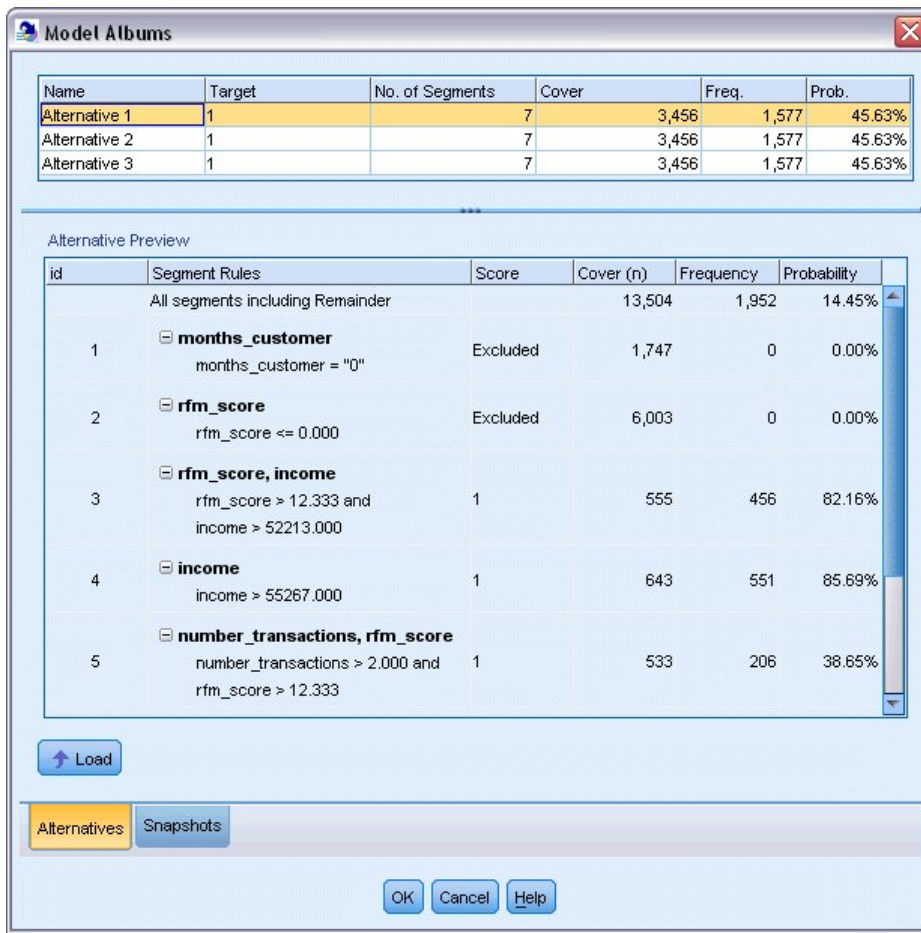 Model Albums
Name Target No. of Segments Cover Freq. Prob.
Alternative 1 1 7 3,456 1,577 45.63%
Alternative 2 1 7 3,456 1,577 45.63%
Alternative 3 1 7 3,456 1,577 45.63%
Alternative Preview
id Segment Rules Score Cover (n) Frequency Probability
All segments including Remainder 13,504 1,952 14.45%
months_customer
1 Excluded 1,747 0 0.00%
months_customer = "0"
rfm_score
2 Excluded 6,003 0 0.00%
rfm_score <= 0.000
rfm_score, income
3 rfm_score > 12.333 and 1 555 456 82.16%
income > 52213.000
income
4 1 643 551 85.69%
income > 55267.000
number_transactions, rfm_score
5 number_transactions > 2.000 and 1 533 206 38.65%
rfm_score > 12.333
Load
Alternatives Snapshots
OK Cancel Help